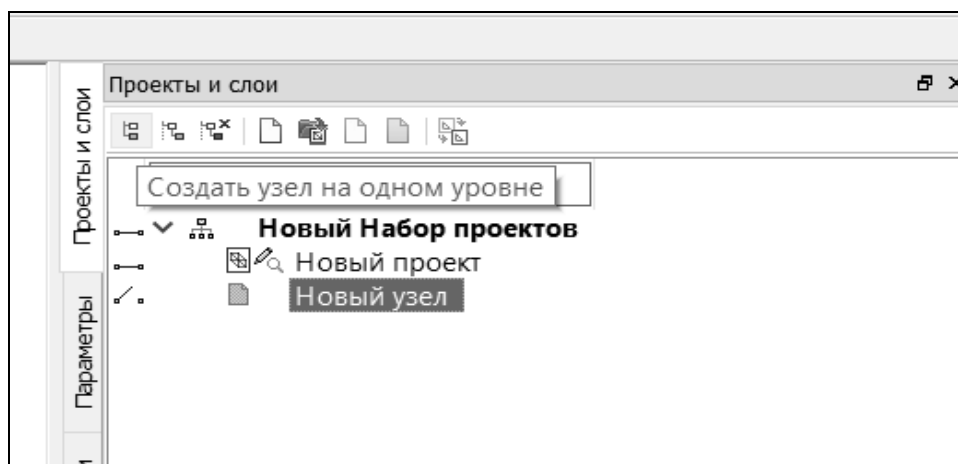 Проекты и слои
Проекты и слои
Создать узел на одном уровне
Новый Набор проектов
Новый проект
Новый узел
Параметры